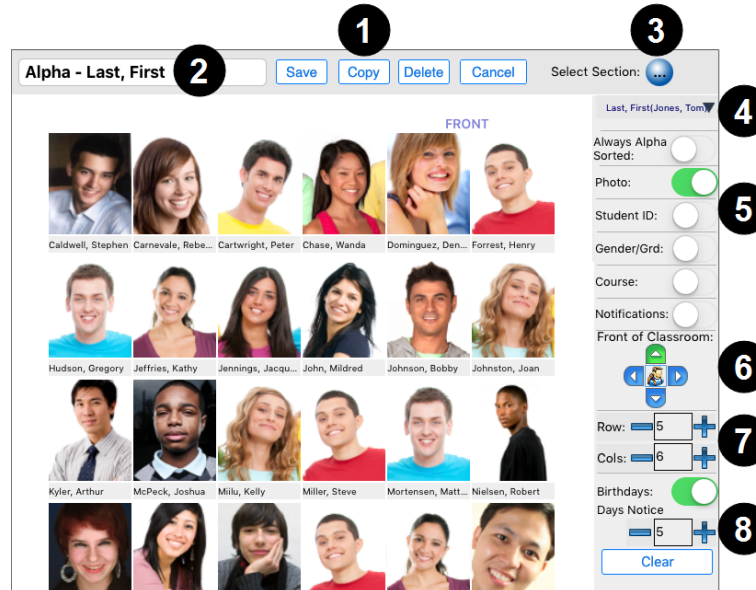 1
2
3
Alpha - Last, First
Save
Copy
Delete
Cancel
Select Section:
...
Last, First(Jones, Tom)
4
FRONT
Always Alpha
Sorted:
Photo:
5
Student ID:
Gender/Grd:
Course:
Notifications:
Front of Classroom:
6
Row:
5
7
Cols:
6
Birthdays:
Days Notice
5
8
Clear
Caldwell, Stephen
Carnevale, Rebe...
Cartwright, Peter
Chase, Wanda
Dominguez, Den...
Forrest, Henry
Hudson, Gregory
Jeffries, Kathy
Jennings, Jacqu...
John, Mildred
Johnson, Bobby
Johnston, Joan
Kyler, Arthur
McPeck, Joshua
Miilu, Kelly
Miller, Steve
Mortensen, Matt...
Nielsen, Robert